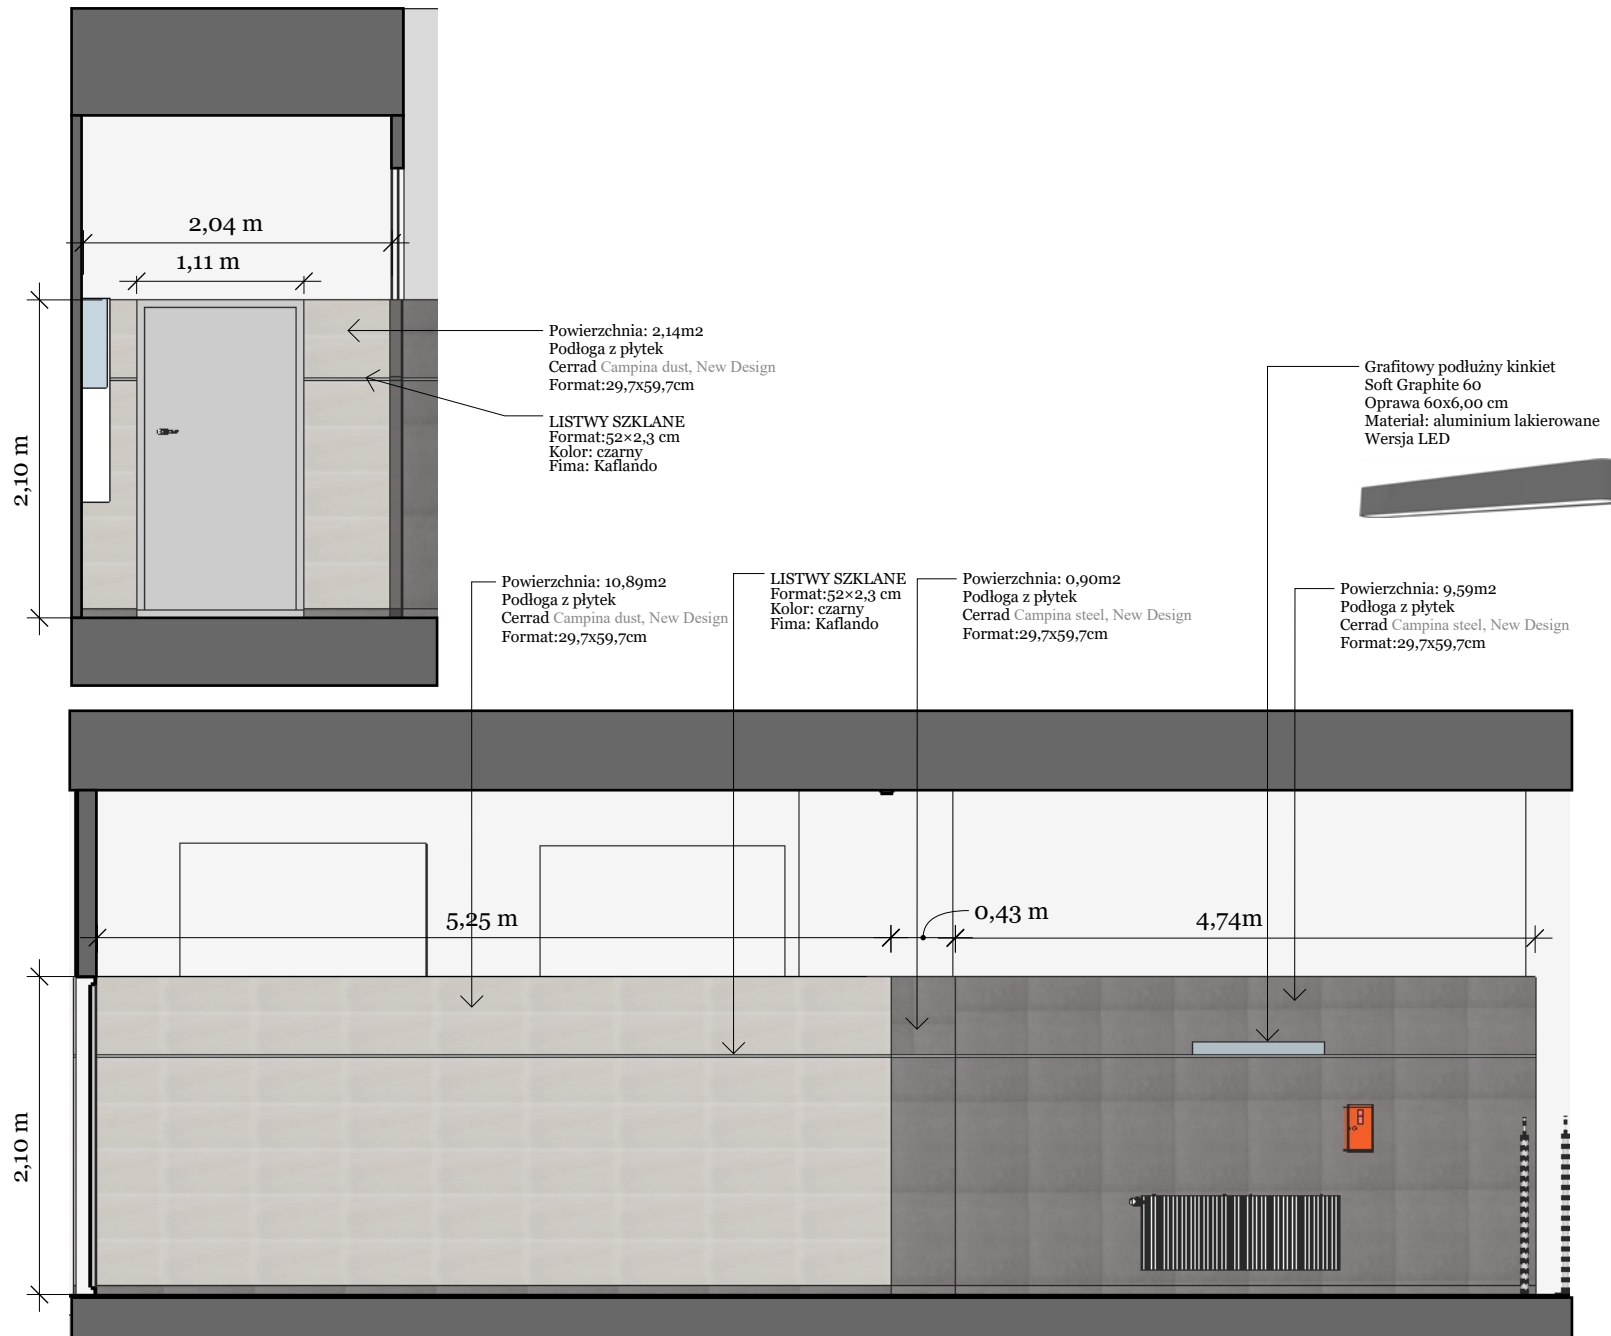 2,04 m
1,11 m
2,10 m
Powierzchnia: 2,14m2
Podłoga z płytek
Cerrad Campina dust, New Design
Format:29,7x59,7cm
LISTWY SZKLANE
Format:52×2,3 cm
Kolor: czarny
Fima: Kaflando
Grafitowy podłużny kinkiet
Soft Graphite 60
Oprawa 60x6,00 cm
Materiał: aluminium lakierowane
Wersja LED
Powierzchnia: 10,89m2
Podłoga z płytek
Cerrad Campina dust, New Design
Format:29,7x59,7cm
LISTWY SZKLANE
Format:52×2,3 cm
Kolor: czarny
Fima: Kaflando
Powierzchnia: 0,90m2
Podłoga z płytek
Cerrad Campina steel, New Design
Format:29,7x59,7cm
Powierzchnia: 9,59m2
Podłoga z płytek
Cerrad Campina steel, New Design
Format:29,7x59,7cm
5,25 m
0,43 m
4,74m
2,10 m